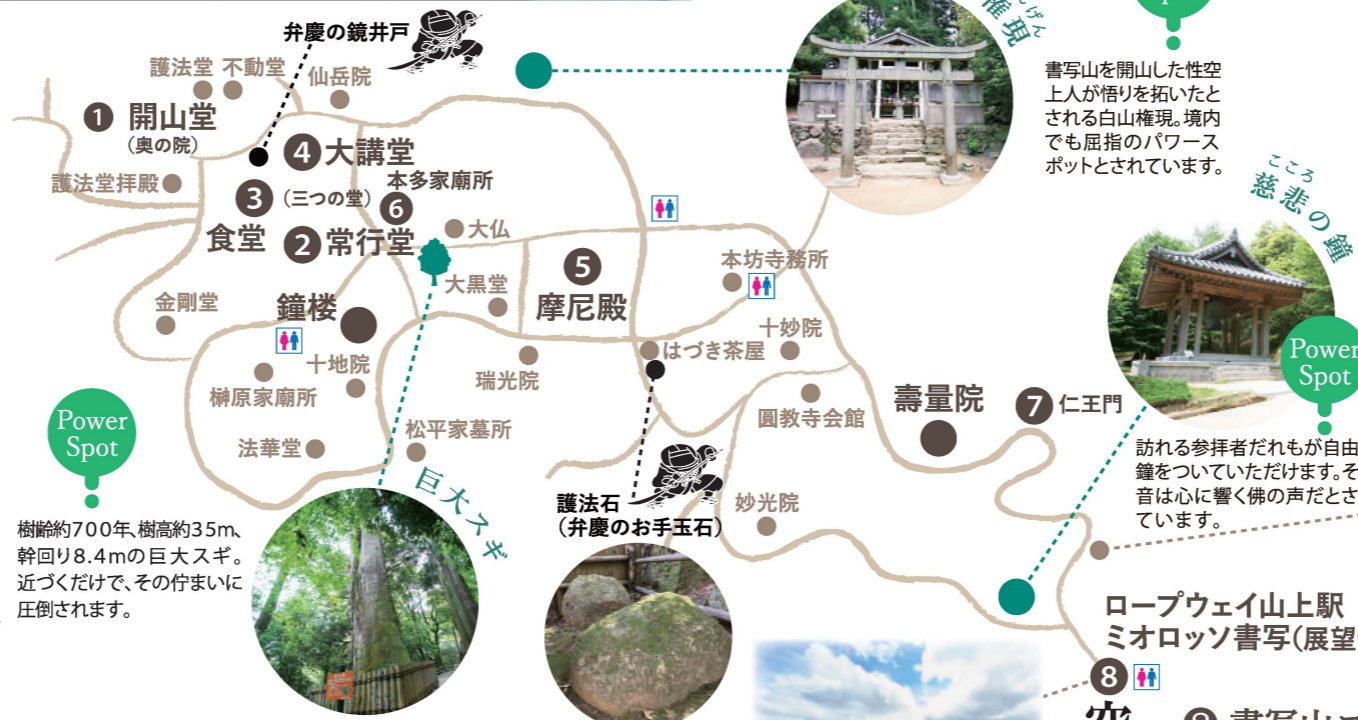 弁慶の鏡井戸
護法堂
不動堂
仙岳院
1 開山堂
(奥の院)
護法堂拝殿
4 大講堂
3 (三つの堂)
食堂
本多家廟所
6
2 常行堂
大仏
金剛堂
鐘楼
大黒堂
5
摩尼殿
本坊寺務所
十地院
瑞光院
はづき茶屋
十妙院
榊原家廟所
法華堂
松平家墓所
圓教寺会館
壽量院
7 仁王門
妙光院
護法石
(弁慶のお手玉石)
権現
書写山を開山した性空
上人が悟りを拓いたと
される白山権現。境内
でも屈指のパワース
ポットとされています。
こころ
慈悲の鐘
Power
Spot
訪れる参拝者だれもが自由
鐘をついていただけます。そ
音は心に響く佛の声だとさ
ています。
Power
Spot
樹齢約700年、樹高約35m、
幹回り8.4mの巨大スギ。
近づくだけで、その佇まいに
圧倒されます。
巨大スギ
ロープウェイ山上駅
ミオロッソ書写(展望
8